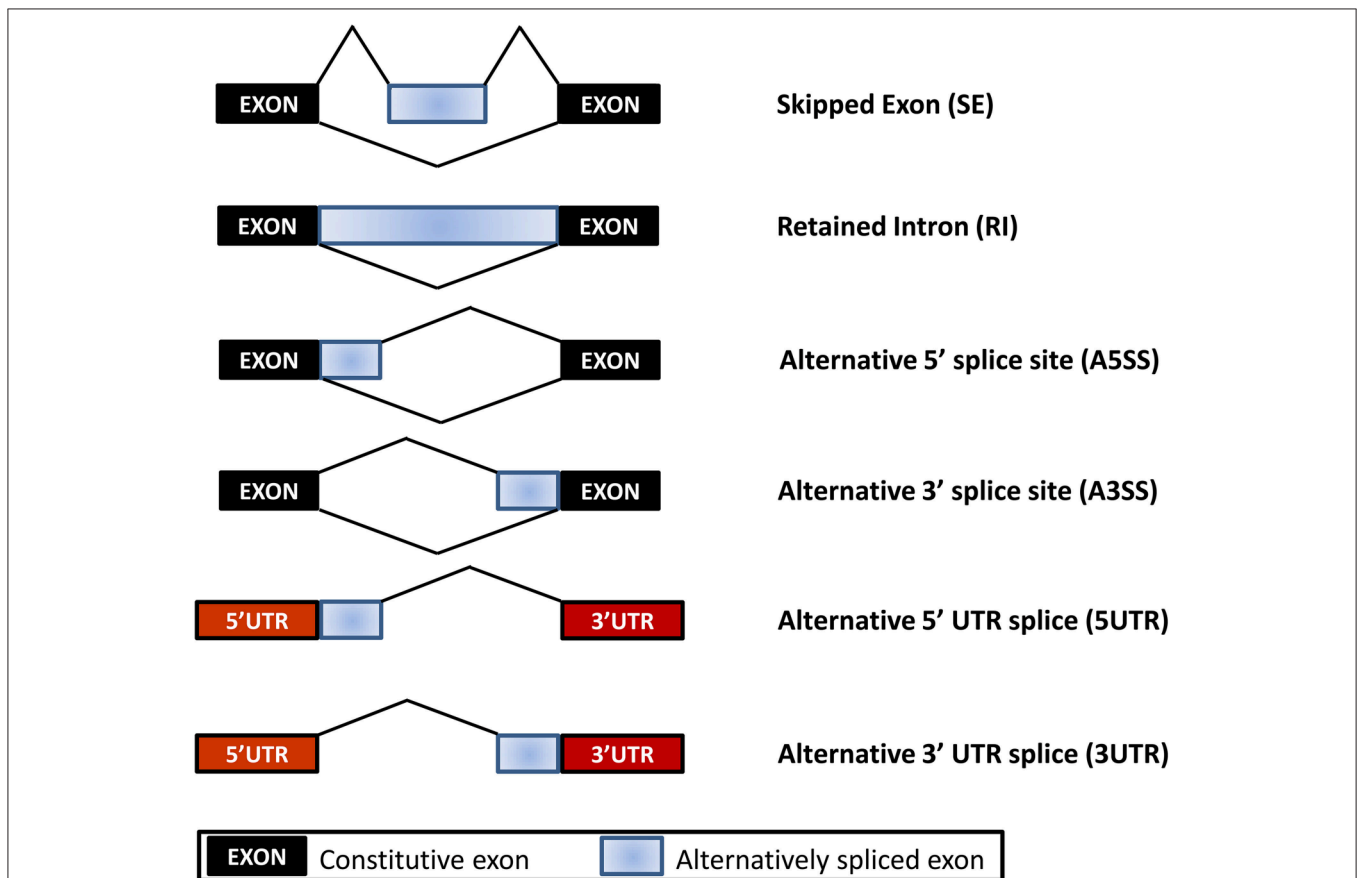 EXON EXON Skipped Exon (SE)
EXON EXON Retained Intron (RI)
EXON EXON Alternative 5’ splice site (A5SS)
EXON EXON Alternative 3’ splice site (A3SS)
5’UTR 3’UTR Alternative 5’ UTR splice (5UTR)
5’UTR 3’UTR Alternative 3’ UTR splice (3UTR)
EXON Constitutive exon Alternatively spliced exon